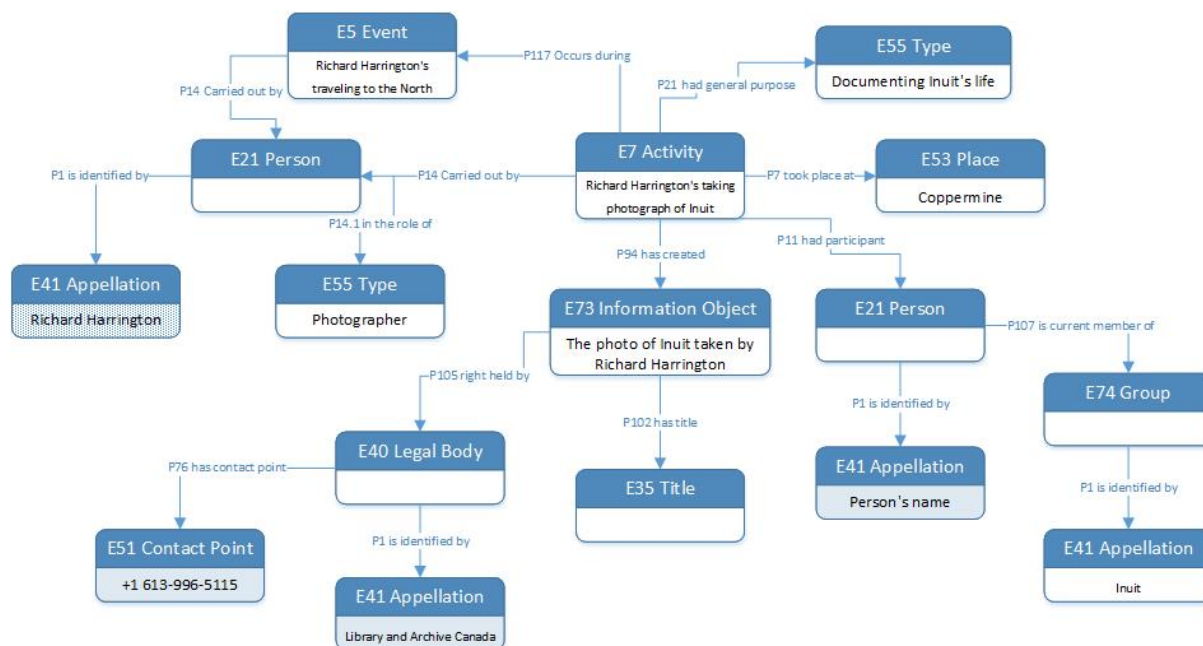 E5 Event
Richard Harrington's
traveling to the North
P117 Occurs during
E55 Type
Documenting Inuit's life
P21 had general purpose
P14 Carried out by
E21 Person
E7 Activity
Richard Harrington's taking
photograph of Inuit
E53 Place
Coppermine
P1 is identified by
P14 Carried out by
P7 took place at
P14.1 in the role of
P11 had participant
P94 has created
E41 Appellation
Richard Harrington
E55 Type
Photographer
E73 Information Object
The photo of Inuit taken by
Richard Harrington
E21 Person
P107 is current member of
P105 right held by
E74 Group
P1 is identified by
P102 has title
E40 Legal Body
P76 has contact point
E41 Appellation
Person's name
E35 Title
P1 is identified by
E51 Contact Point
+1 613-996-5115
P1 is identified by
E41 Appellation
Inuit
E41 Appellation
Library and Archive Canada